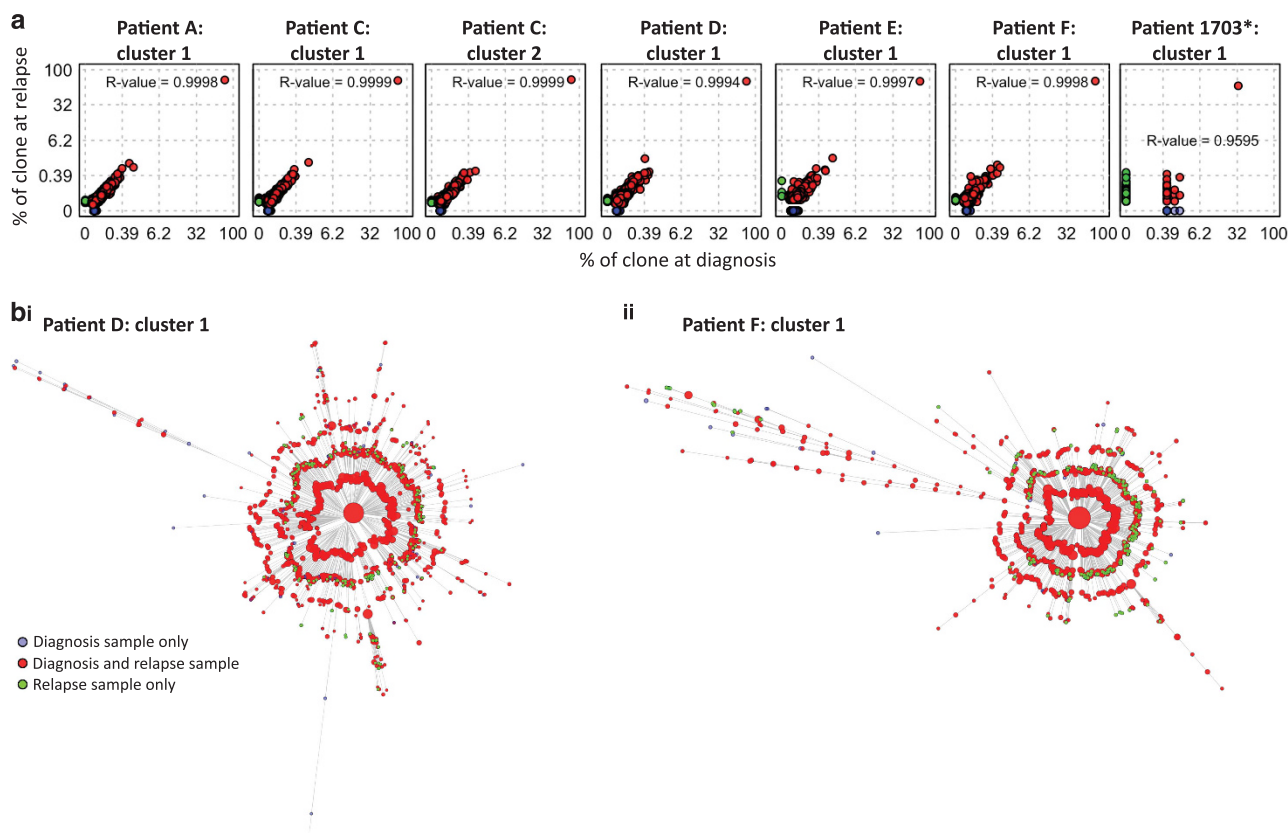 a
% of clone at relapse
Patient A:
cluster 1
Patient C:
cluster 1
Patient C:
cluster 2
Patient D:
cluster 1
Patient E:
cluster 1
Patient F:
cluster 1
Patient 1703*:
cluster 1
100
32
6.2
0.39
0
R-value = 0.9998
R-value = 0.9999
R-value = 0.9999
R-value = 0.9994
R-value = 0.9997
R-value = 0.9998
R-value = 0.9595
0 0.39 6.2 32 100
0 0.39 6.2 32 100
0 0.39 6.2 32 100
0 0.39 6.2 32 100
0 0.39 6.2 32 100
0 0.39 6.2 32 100
0 0.39 6.2 32 100
% of clone at diagnosis
bi
Patient D: cluster 1
ii
Patient F: cluster 1
Diagnosis sample only
Diagnosis and relapse sample
Relapse sample only